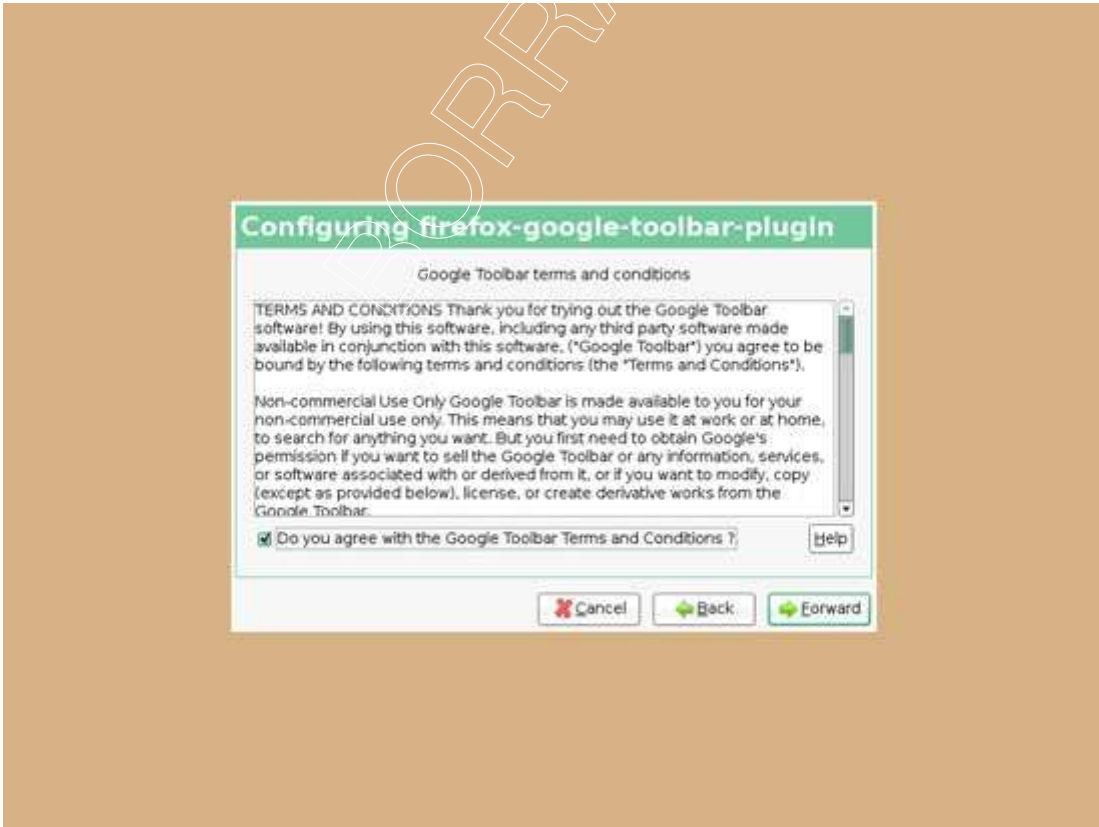 BORRA
Configuring firefox-google-toolbar-plugin
Google Toolbar terms and conditions
TERMS AND CONDITIONS Thank you for trying out the Google Toolbar
software! By using this software, including any third party software made
available in conjunction with this software, ("Google Toolbar") you agree to be
bound by the following terms and conditions (the "Terms and Conditions").
Non-commercial Use Only Google Toolbar is made available to you for your
non-commercial use only. This means that you may use it at work or at home,
to search for anything you want. But you first need to obtain Google's
permission if you want to sell the Google Toolbar or any information, services,
or software associated with or derived from it, or if you want to modify, copy
(except as provided below), license, or create derivative works from the
Google Toolbar.
Do you agree with the Google Toolbar Terms and Conditions ?
Help
Cancel
Back
Forward